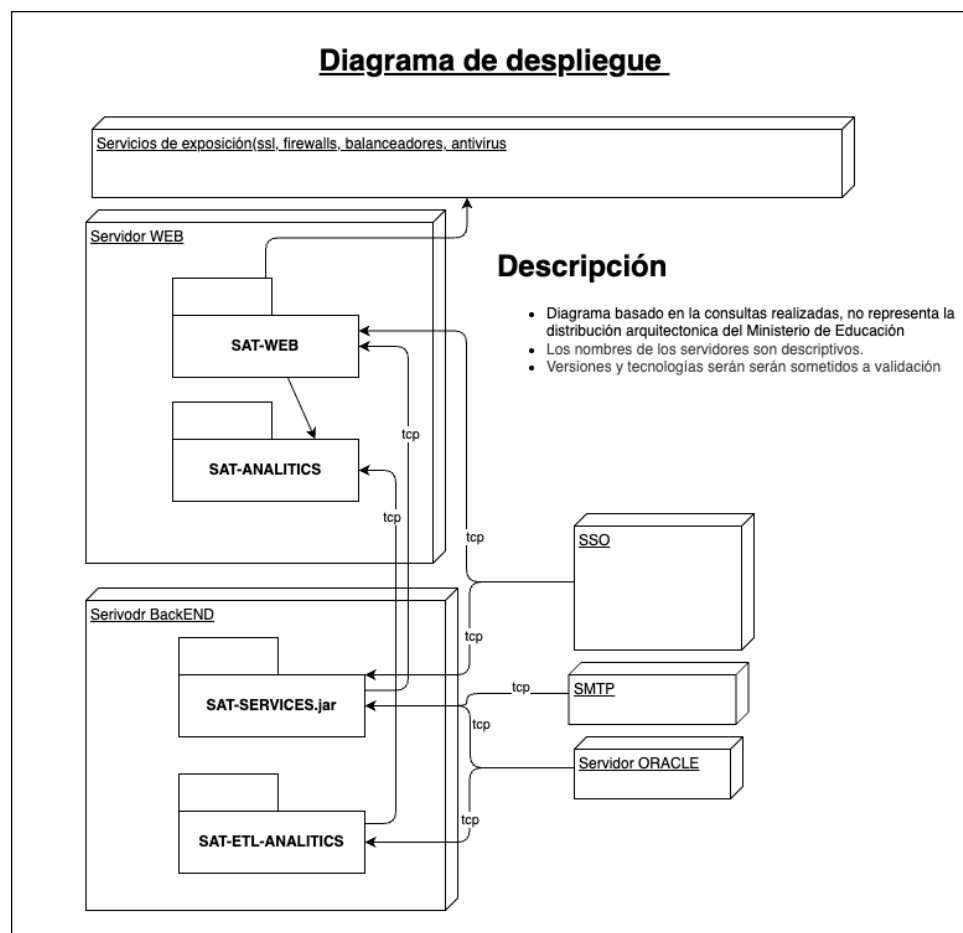 Diagrama de despliegue
Servicios de exposición(ssl, firewalls, balanceadores, antivirus
Servidor WEB
SAT-WEB
SAT-ANALITICS
Descripción
• Diagrama basado en la consultas realizadas, no representa la
distribución arquitectonica del Ministerio de Educación
• Los nombres de los servidores son descriptivos.
• Versiones y tecnologías serán serán sometidos a validación
tcp
tcp
tcp
SSO
Serivodr BackEND
tcp
SAT-SERVICES.jar
tcp
SMTP
tcp
Servidor ORACLE
SAT-ETL-ANALITICS
tcp